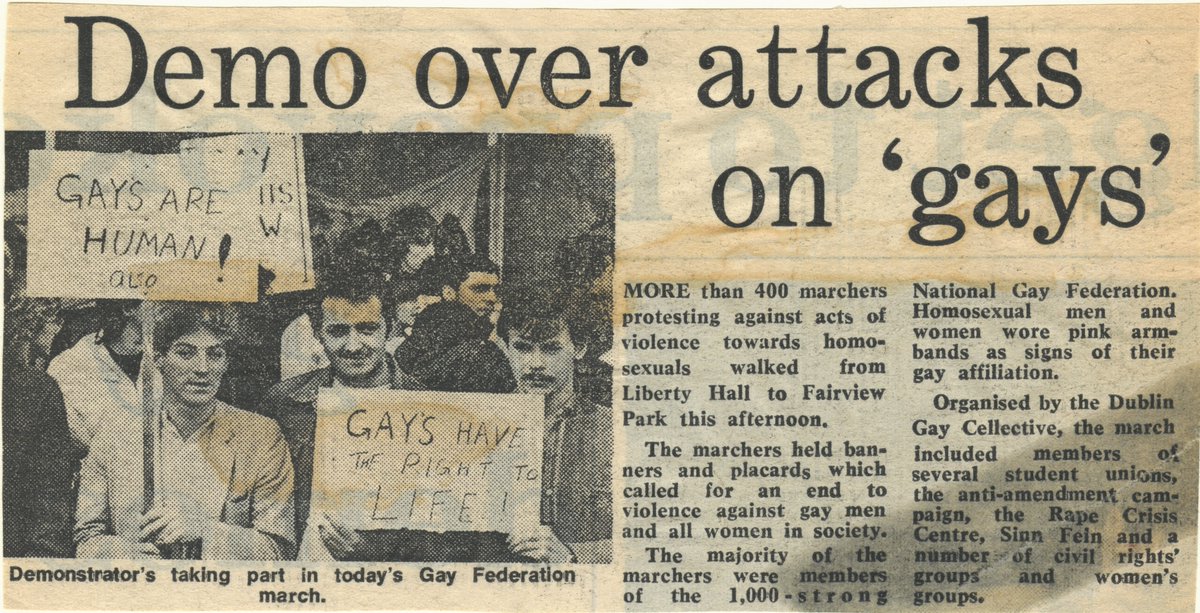 Demo over attacks
on ‘gays’
GAYS ARE
HUMAN!
also
ITS
W
GAY'S HAVE
THE RIGHT TO
LIFE!
Demonstrator's taking part in today's Gay Federation
march.
MORE than 400 marchers
protesting against acts of
violence towards homo-
sexuals walked from
Liberty Hall to Fairview
Park this afternoon.
The marchers held ban-
ners and placards which
called for an end to
violence against gay men
and all women in society.
The majority of the
marchers were members
of the 1,000-strong
National Gay Federation.
Homosexual men and
women wore pink arm-
bands as signs of their
gay affiliation.
Organised by the Dublin
Gay Cellective, the march
included members of
several student unions,
the anti-amendment cam-
paign, the Rape Crisis
Centre, Sinn Fein and a
number of civil rights'
groups and women's
groups.